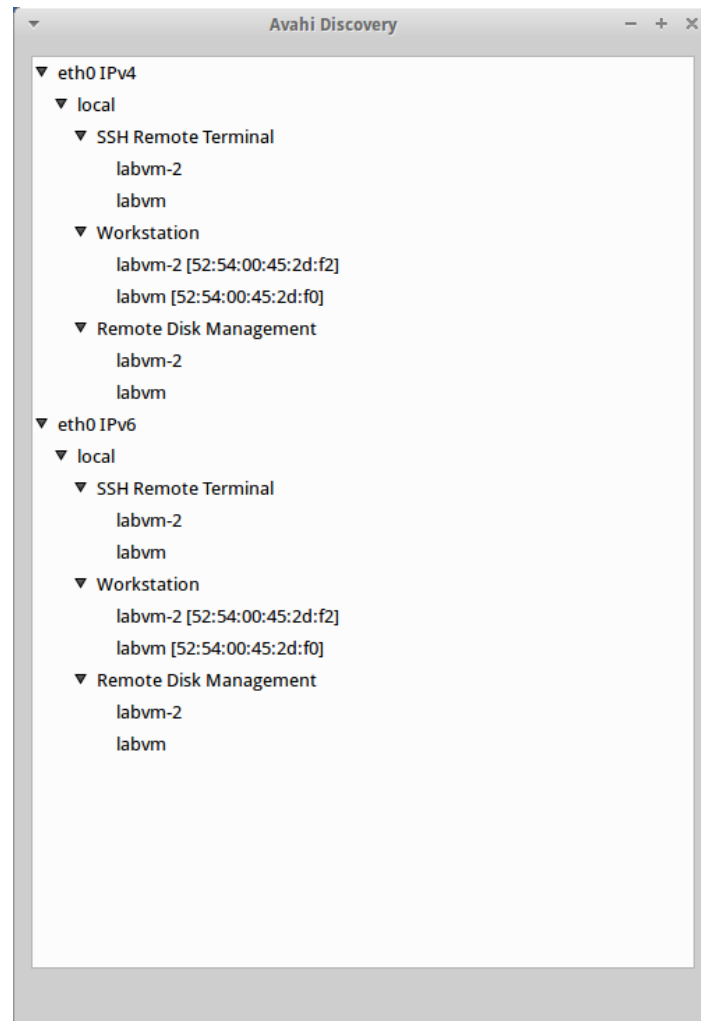 Avahi Discovery
eth0 IPv4
local
SSH Remote Terminal
labvm-2
labvm
Workstation
labvm-2 [52:54:00:45:2d:f2]
labvm [52:54:00:45:2d:f0]
Remote Disk Management
labvm-2
labvm
eth0 IPv6
local
SSH Remote Terminal
labvm-2
labvm
Workstation
labvm-2 [52:54:00:45:2d:f2]
labvm [52:54:00:45:2d:f0]
Remote Disk Management
labvm-2
labvm